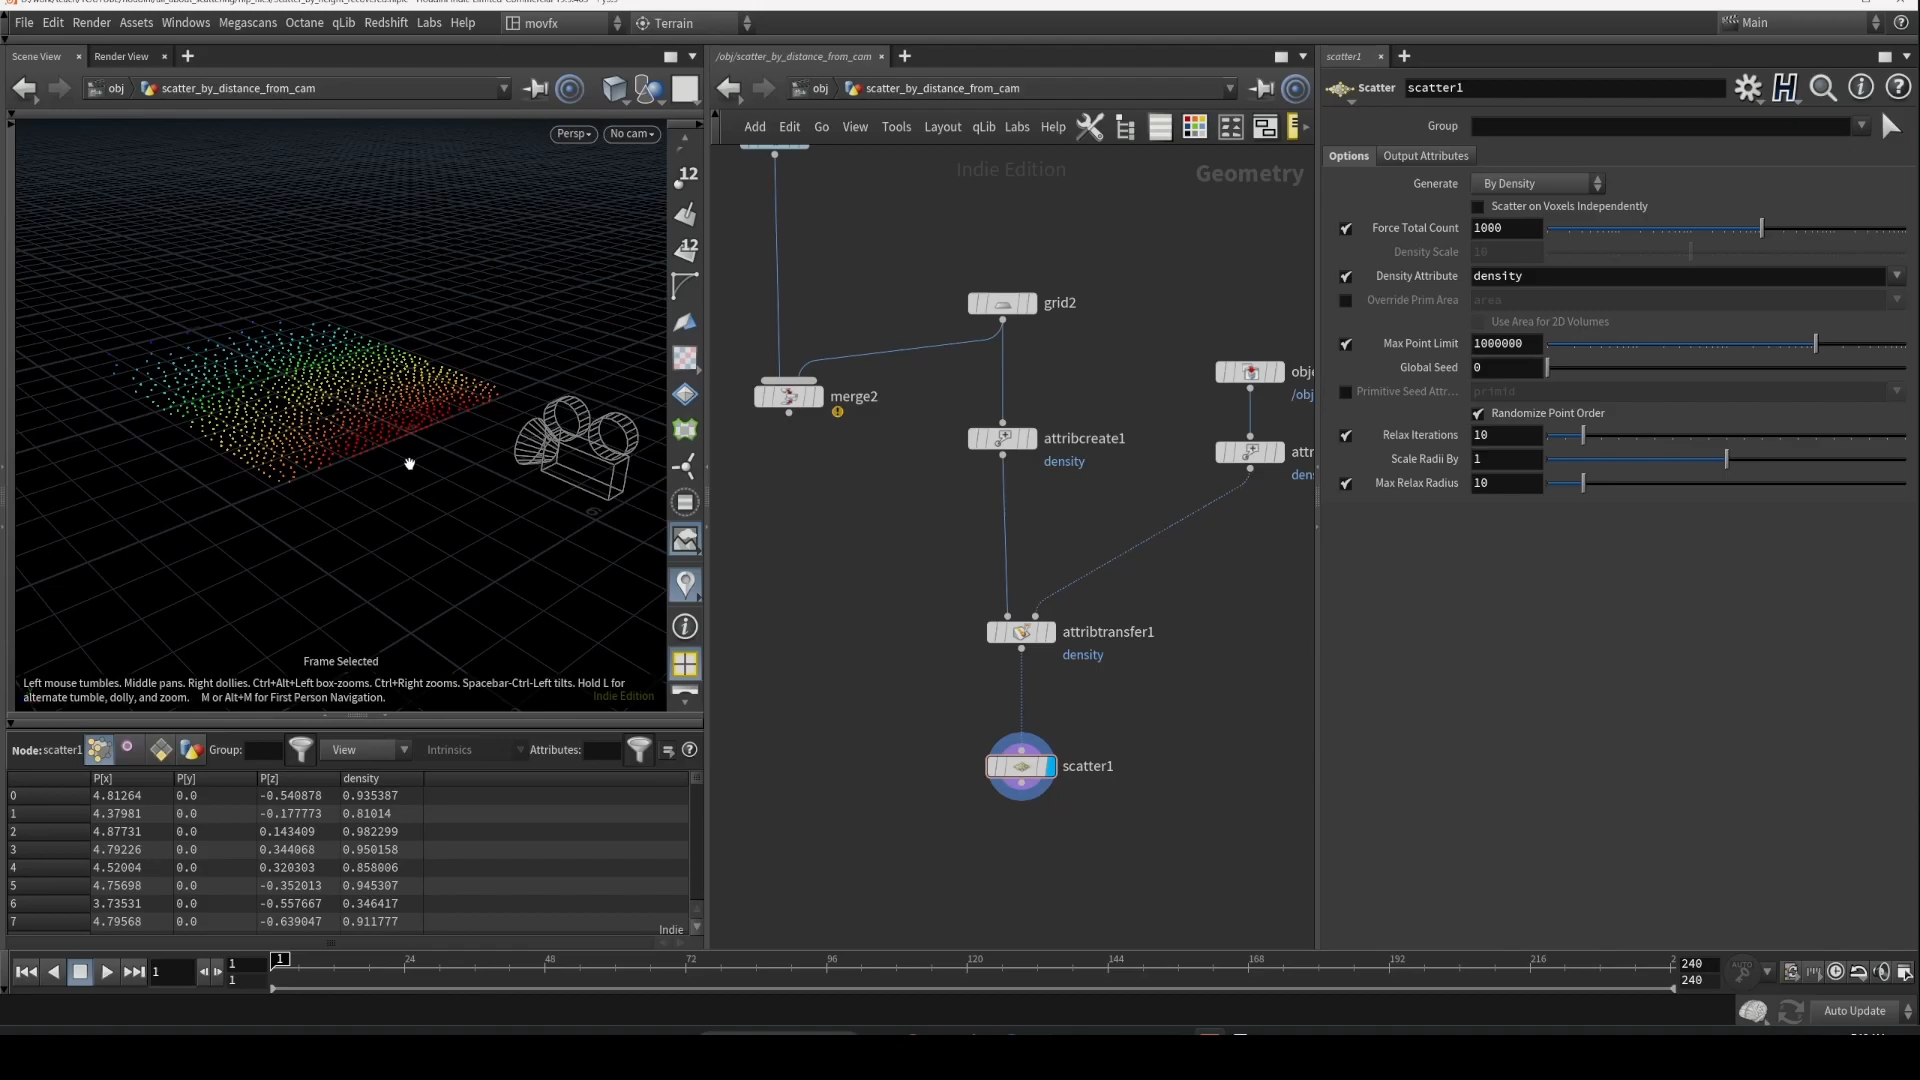 File Edit Render Assets Windows Megascans Octane qLib Redshift Labs Help movfx Terrain Main
Scene View Render View
obj scatter_by_distance_from_cam
Persp No cam
12
12
Frame Selected
Left mouse tumbles. Middle pans. Right dollies. Ctrl+Alt+Left box-zooms. Ctrl+Right zooms. Spacebar-Ctrl-Left tilts. Hold L for
alternate tumble, dolly, and zoom. M or Alt+M for First Person Navigation.
Indie Edition
/obj/scatter_by_distance_from_cam
obj scatter_by_distance_from_cam
Add Edit Go View Tools Layout qLib Labs Help
Indie Edition
Geometry
grid2
merge2
obje
/obj
attribcreate1
density
attr
dens
attribtransfer1
density
scatter1
scatter1
Scatter scatter1
Group
Options Output Attributes
Generate By Density
Scatter on Voxels Independently
Force Total Count 1000
Density Scale 10
Density Attribute density
Override Prim Area area
Use Area for 2D Volumes
Max Point Limit 1000000
Global Seed 0
Primitive Seed Attr... primid
Randomize Point Order
Relax Iterations 10
Scale Radii By 1
Max Relax Radius 10
Node: scatter1 Group: View Intrinsics Attributes:
P[x] P[y] P[z] density
0 4.81264 0.0 -0.540878 0.935387
1 4.37981 0.0 -0.177773 0.81014
2 4.87731 0.0 0.143409 0.982299
3 4.79226 0.0 0.344068 0.950158
4 4.52004 0.0 0.320303 0.858006
5 4.75698 0.0 -0.352013 0.945307
6 3.73531 0.0 -0.557667 0.346417
7 4.79568 0.0 -0.639047 0.911777
Indie
1 1 1 24 48 72 96 120 144 168 192 216 2 240
1 240
AUTO
Auto Update